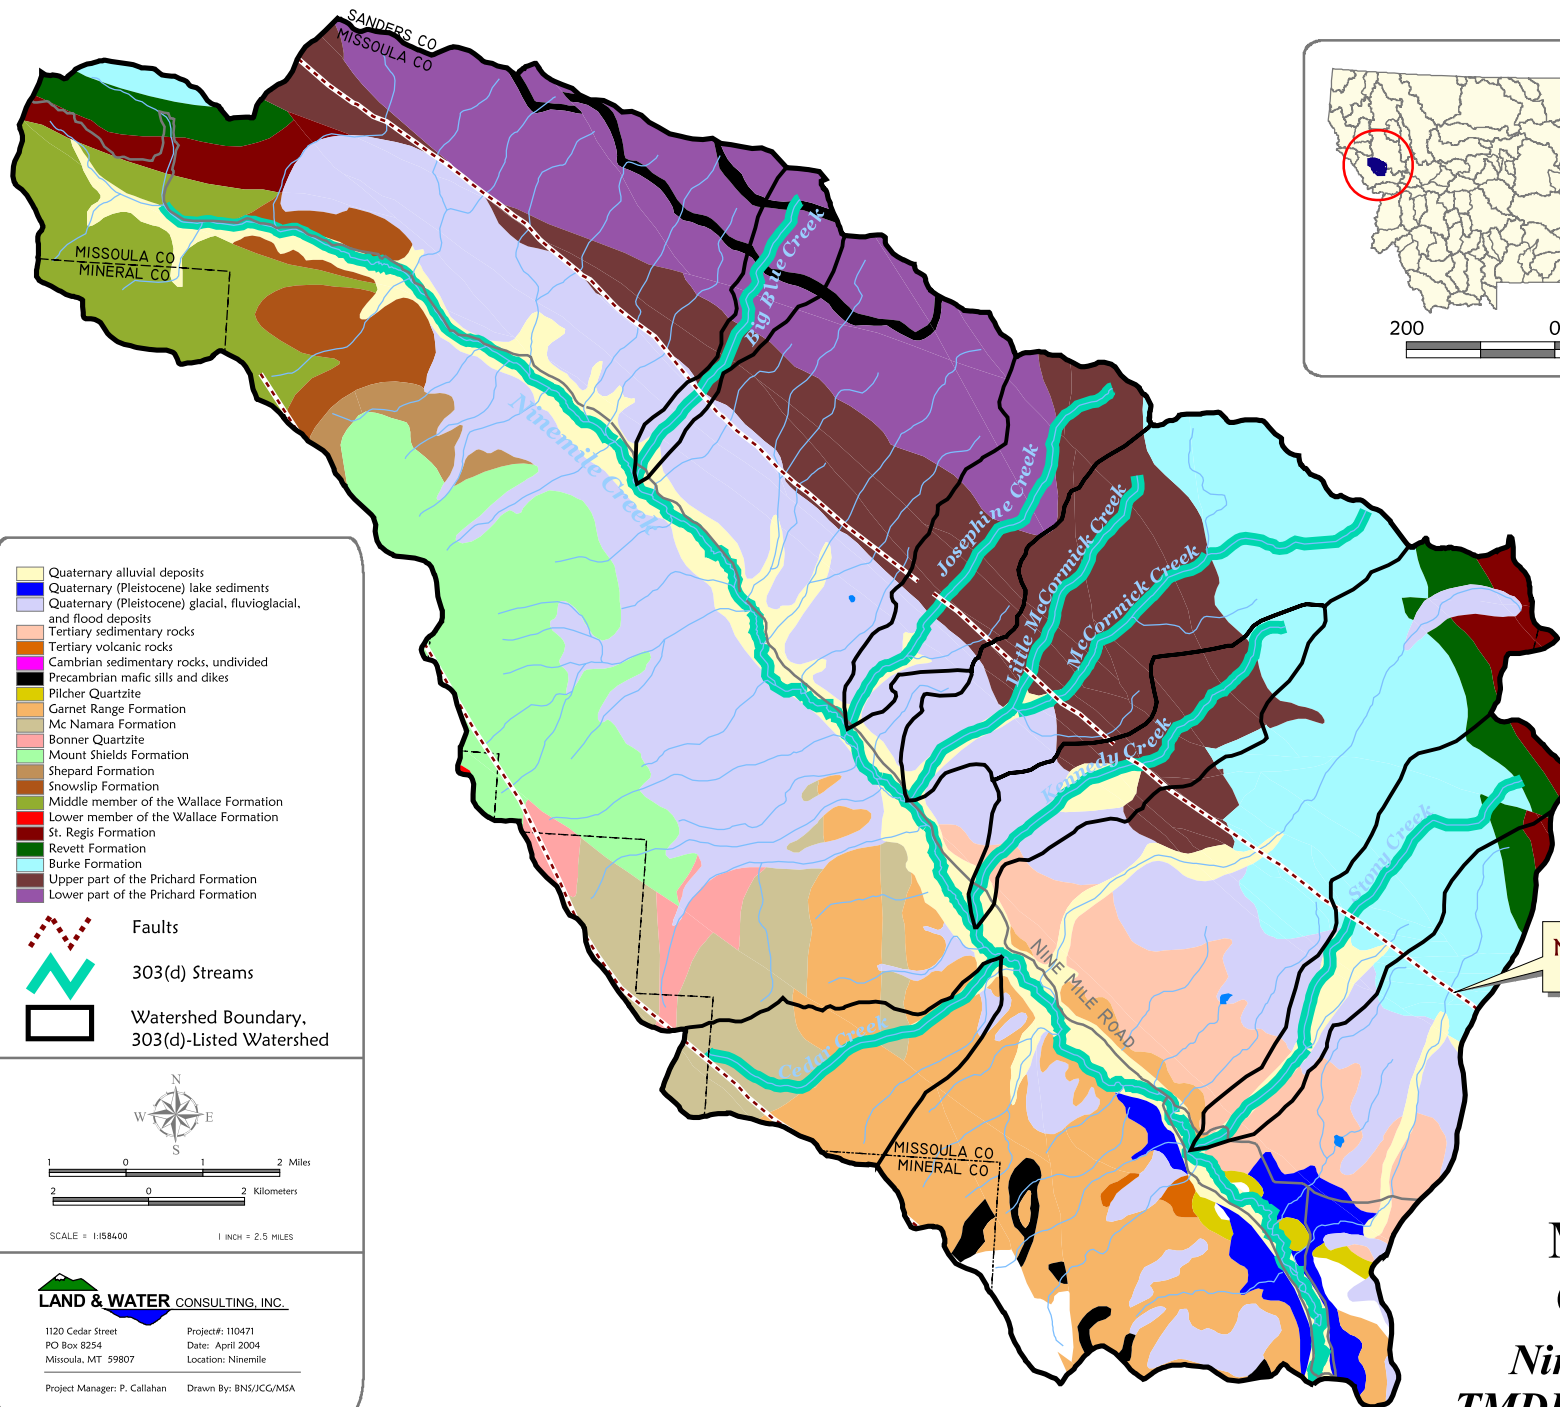 SANDERS CO
MISSOULA CO
MISSOULA CO
MINERAL CO
Big Blue Creek
Ninemile Creek
Josephine Creek
Little McCormick Creek
McCormick Creek
Kennedy Creek
Stony Creek
Cedar Creek
NINE MILE ROAD
MISSOULA CO
MINERAL CO
200
0
Quaternary alluvial deposits
Quaternary (Pleistocene) lake sediments
Quaternary (Pleistocene) glacial, fluvioglacial,
and flood deposits
Tertiary sedimentary rocks
Tertiary volcanic rocks
Cambrian sedimentary rocks, undivided
Precambrian mafic sills and dikes
Pilcher Quartzite
Garnet Range Formation
Mc Namara Formation
Bonner Quartzite
Mount Shields Formation
Shepard Formation
Snowslip Formation
Middle member of the Wallace Formation
Lower member of the Wallace Formation
St. Regis Formation
Revett Formation
Burke Formation
Upper part of the Prichard Formation
Lower part of the Prichard Formation
Faults
303(d) Streams
Watershed Boundary,
303(d)-Listed Watershed
N
W E
S
1 0 1 2 Miles
2 0 2 Kilometers
SCALE = 1:158400 1 INCH = 2.5 MILES
LAND & WATER CONSULTING, INC.
1120 Cedar Street Project#: 110471
PO Box 8254 Date: April 2004
Missoula, MT 59807 Location: Ninemile
Project Manager: P. Callahan Drawn By: BNS/JCG/MSA